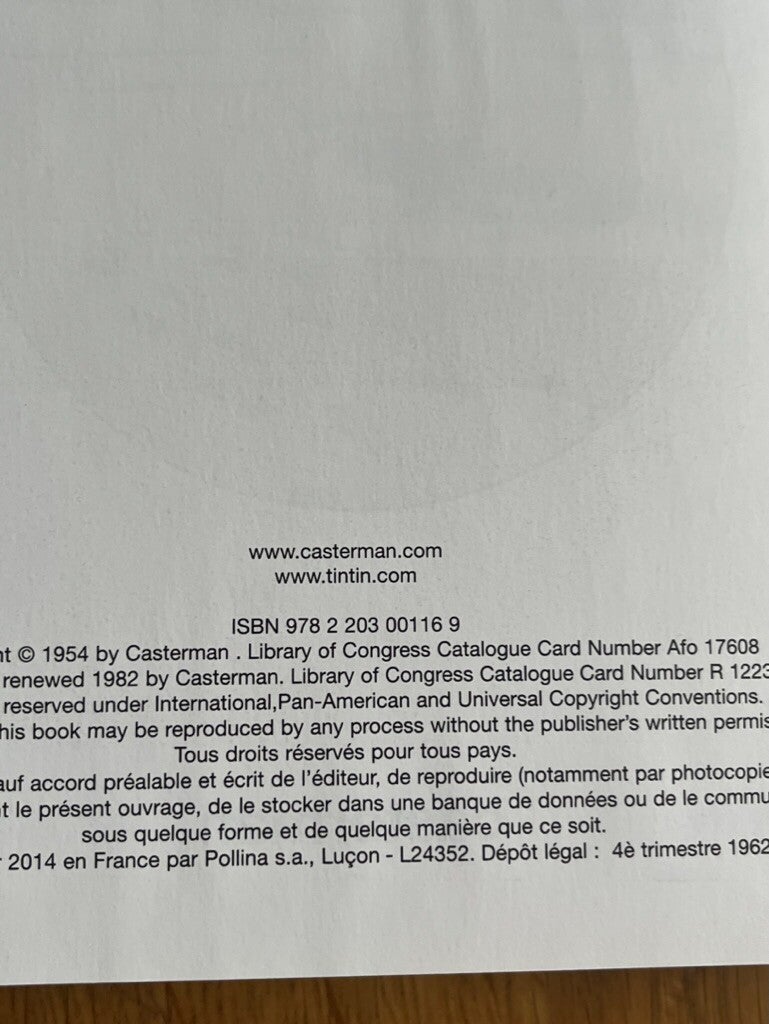 www.casterman.com
www.tintin.com
ISBN 978 2 203 00116 9
© 1954 by Casterman . Library of Congress Catalogue Card Number Afo 17608
renewed 1982 by Casterman. Library of Congress Catalogue Card Number R 1223
reserved under International,Pan-American and Universal Copyright Conventions.
his book may be reproduced by any process without the publisher's written permis
Tous droits réservés pour tous pays.
auf accord préalable et écrit de l'éditeur, de reproduire (notamment par photocopie
t le présent ouvrage, de le stocker dans une banque de données ou de le commu
sous quelque forme et de quelque manière que ce soit.
2014 en France par Pollina s.a., Luçon - L24352. Dépôt légal : 4è trimestre 1962